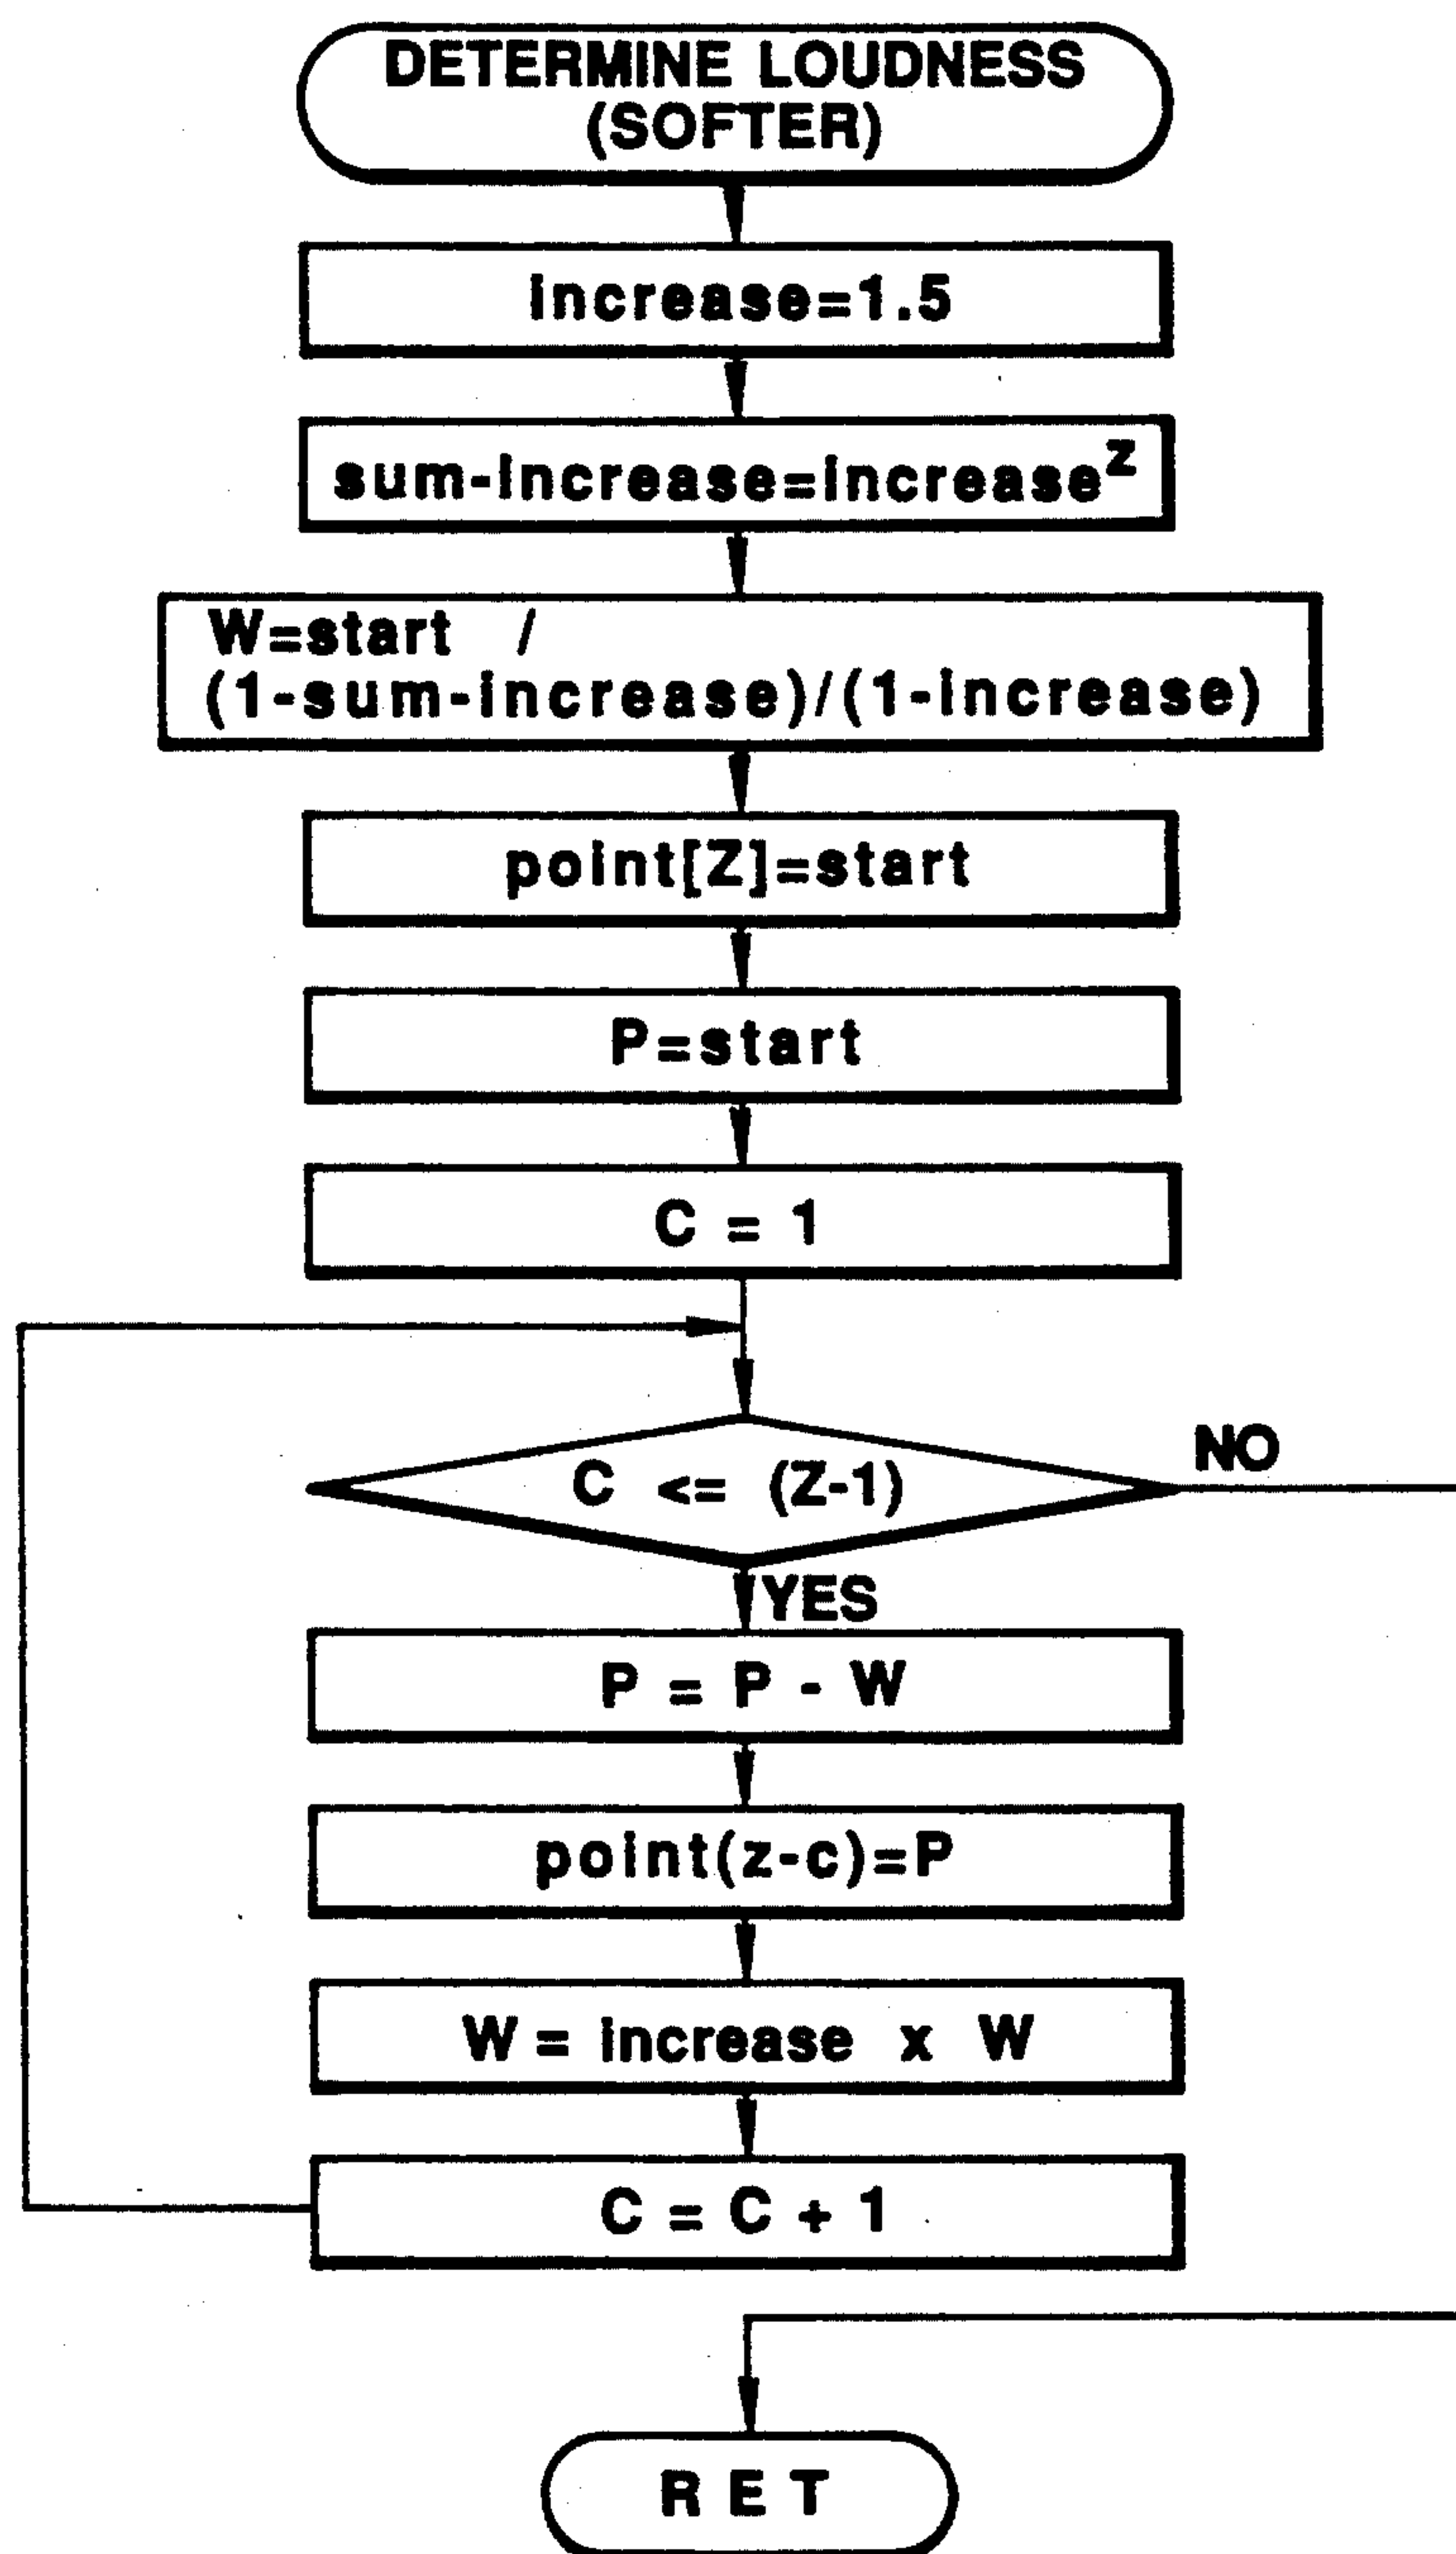 DETERMINE LOUDNESS
(SOFTER)
increase=1.5
sum-increase=increase^z
W=start /
(1-sum-increase)/(1-increase)
point[Z]=start
P=start
C = 1
C <= (Z-1)
NO
YES
P = P - W
point(z-c)=P
W = increase x W
C = C + 1
RET